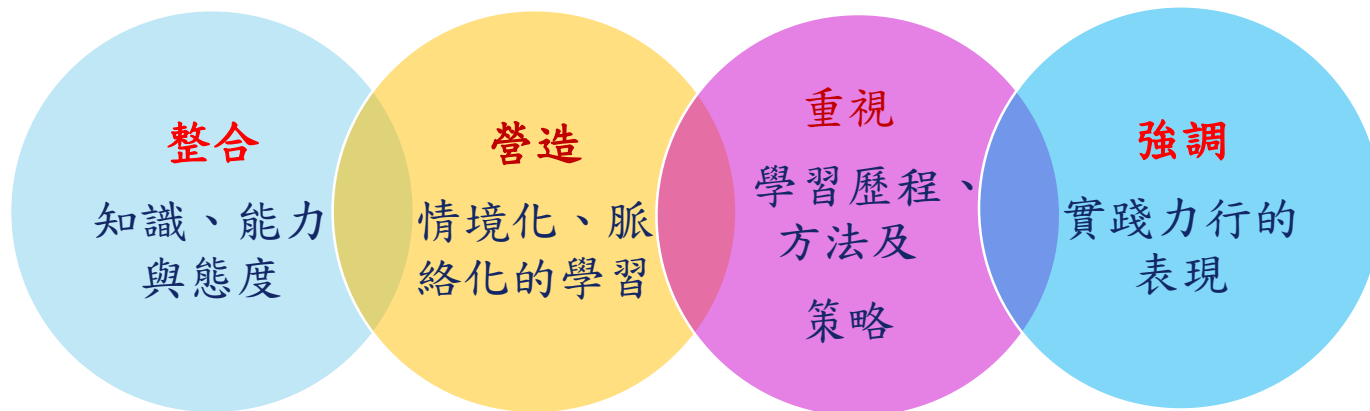 整合
知識、能力
與態度
營造
情境化、脈
絡化的學習
重視
學習歷程、
方法及
策略
強調
實踐力行的
表現